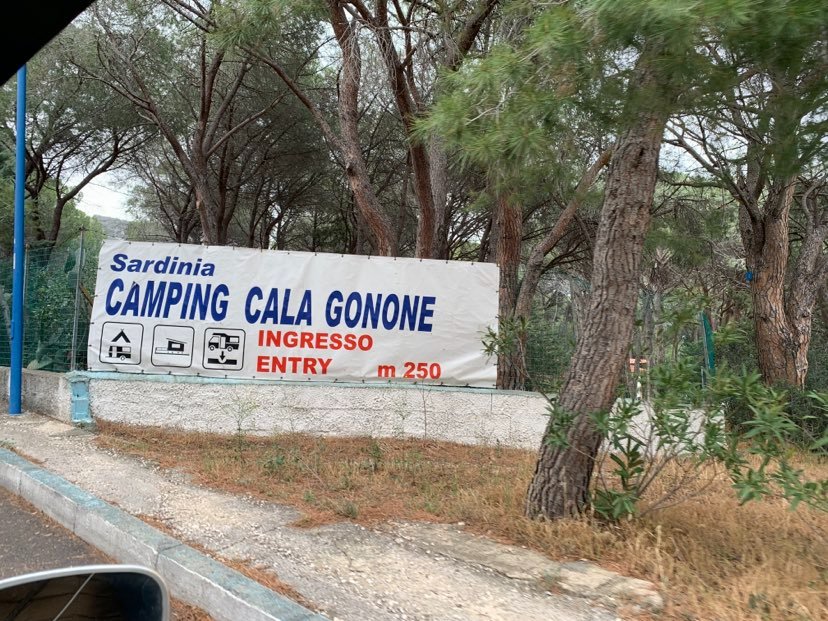 Sardinia
CAMPING CALA GONONE
INGRESSO
ENTRY m 250